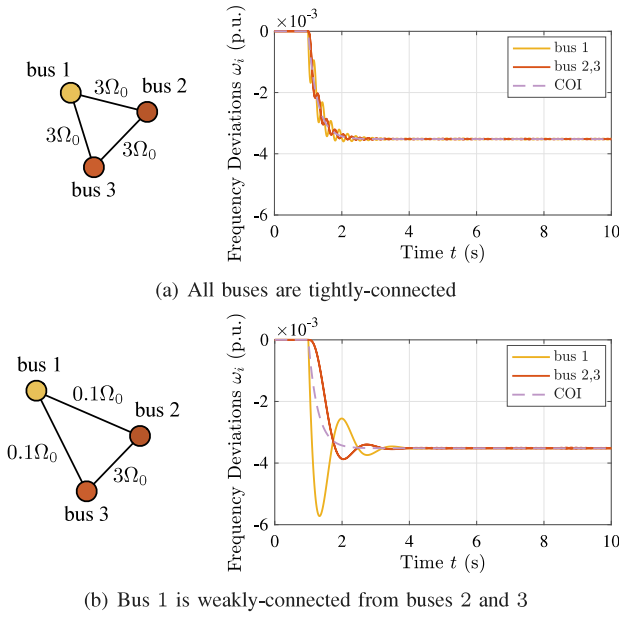 bus 1
bus 2
bus 3
3Ω₀
3Ω₀
3Ω₀
×10⁻³
Frequency Deviations ωᵢ (p.u.)
0
-2
-4
-6
0 2 4 6 8 10
Time t (s)
bus 1
bus 2,3
COI
(a) All buses are tightly-connected
bus 1
bus 2
bus 3
0.1Ω₀
0.1Ω₀
3Ω₀
×10⁻³
Frequency Deviations ωᵢ (p.u.)
0
-2
-4
-6
0 2 4 6 8 10
Time t (s)
bus 1
bus 2,3
COI
(b) Bus 1 is weakly-connected from buses 2 and 3